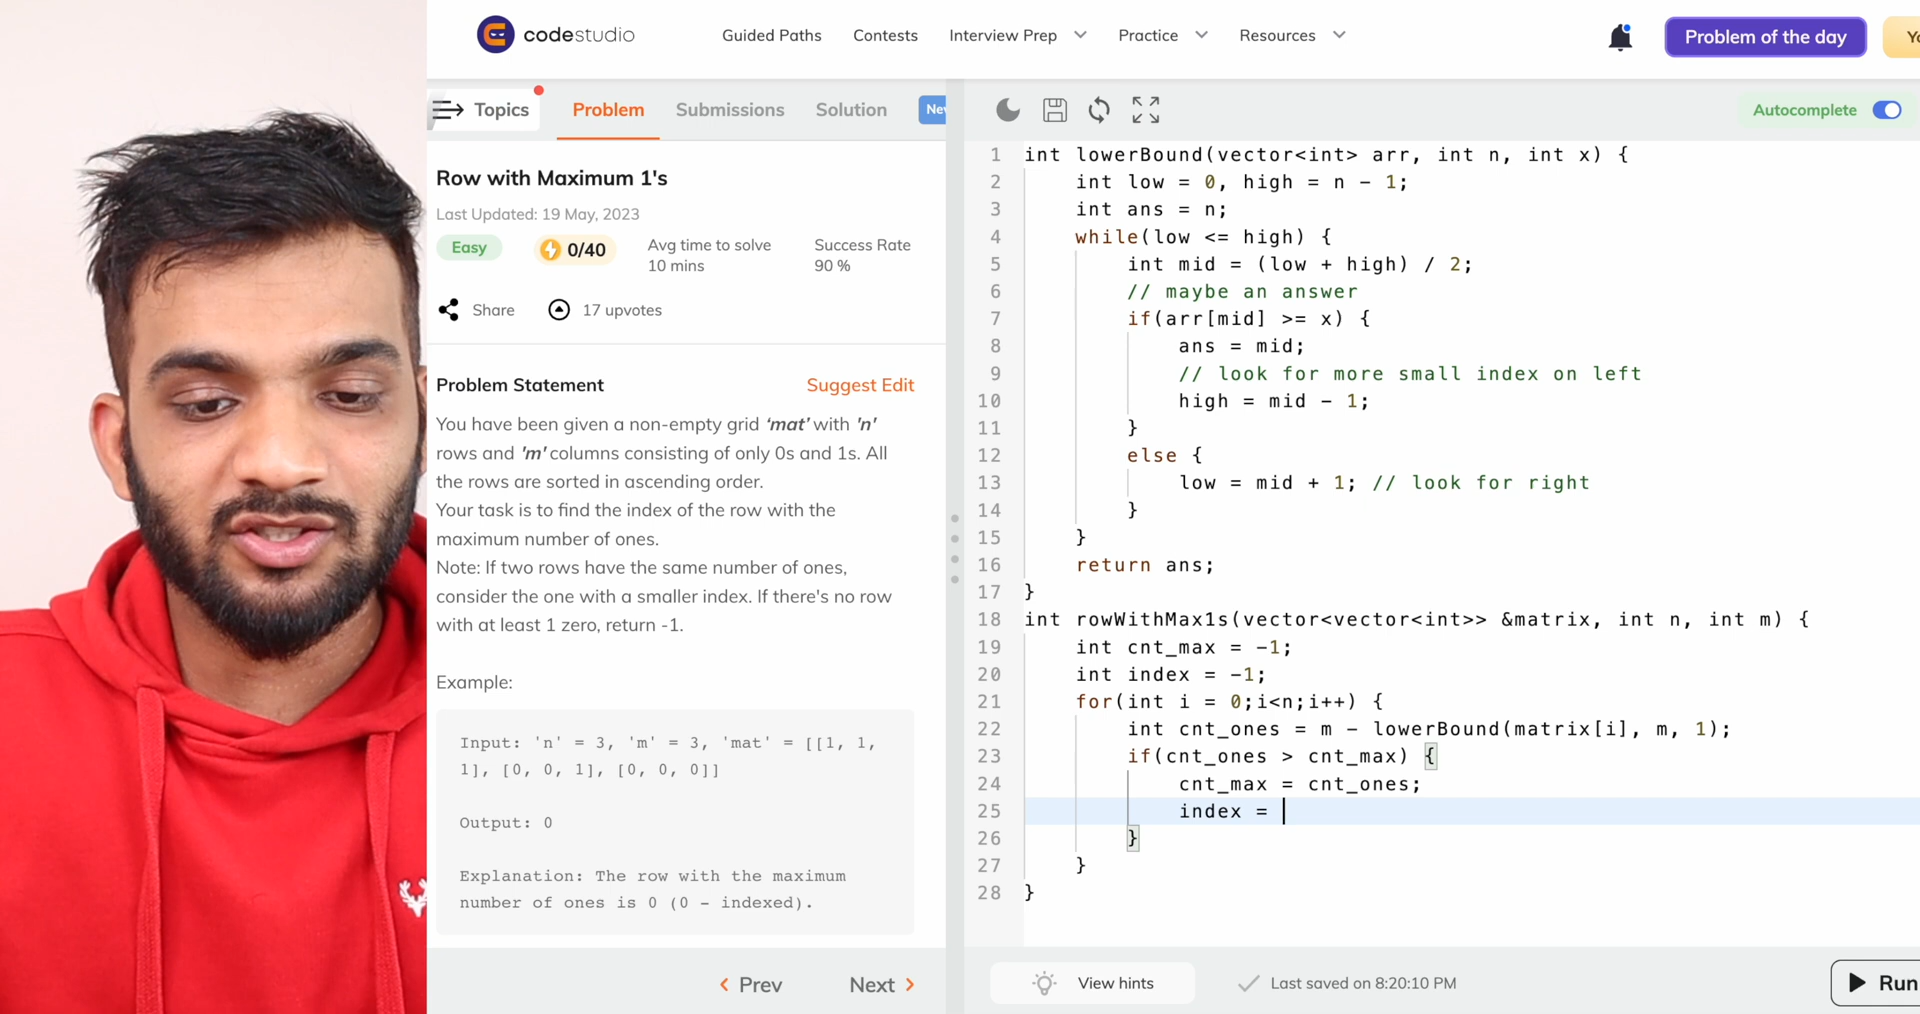 codestudio
Guided Paths
Contests
Interview Prep
Practice
Resources
Problem of the day
Topics
Problem
Submissions
Solution
Autocomplete
Row with Maximum 1's
Last Updated: 19 May, 2023
Easy
0/40
Avg time to solve
10 mins
Success Rate
90 %
Share
17 upvotes
Problem Statement
Suggest Edit
You have been given a non-empty grid 'mat' with 'n'
rows and 'm' columns consisting of only 0s and 1s. All
the rows are sorted in ascending order.
Your task is to find the index of the row with the
maximum number of ones.
Note: If two rows have the same number of ones,
consider the one with a smaller index. If there's no row
with at least 1 zero, return -1.
Example:
Input: 'n' = 3, 'm' = 3, 'mat' = [[1, 1,
1], [0, 0, 1], [0, 0, 0]]
Output: 0
Explanation: The row with the maximum
number of ones is 0 (0 - indexed).
Prev
Next
1 int lowerBound(vector<int> arr, int n, int x) {
2 int low = 0, high = n - 1;
3 int ans = n;
4 while(low <= high) {
5 int mid = (low + high) / 2;
6 // maybe an answer
7 if(arr[mid] >= x) {
8 ans = mid;
9 // look for more small index on left
10 high = mid - 1;
11 }
12 else {
13 low = mid + 1; // look for right
14 }
15 }
16 return ans;
17 }
18 int rowWithMax1s(vector<vector<int>> &matrix, int n, int m) {
19 int cnt_max = -1;
20 int index = -1;
21 for(int i = 0;i<n;i++) {
22 int cnt_ones = m - lowerBound(matrix[i], m, 1);
23 if(cnt_ones > cnt_max) {
24 cnt_max = cnt_ones;
25 index =
26 }
27 }
28 }
View hints
Last saved on 8:20:10 PM
Run